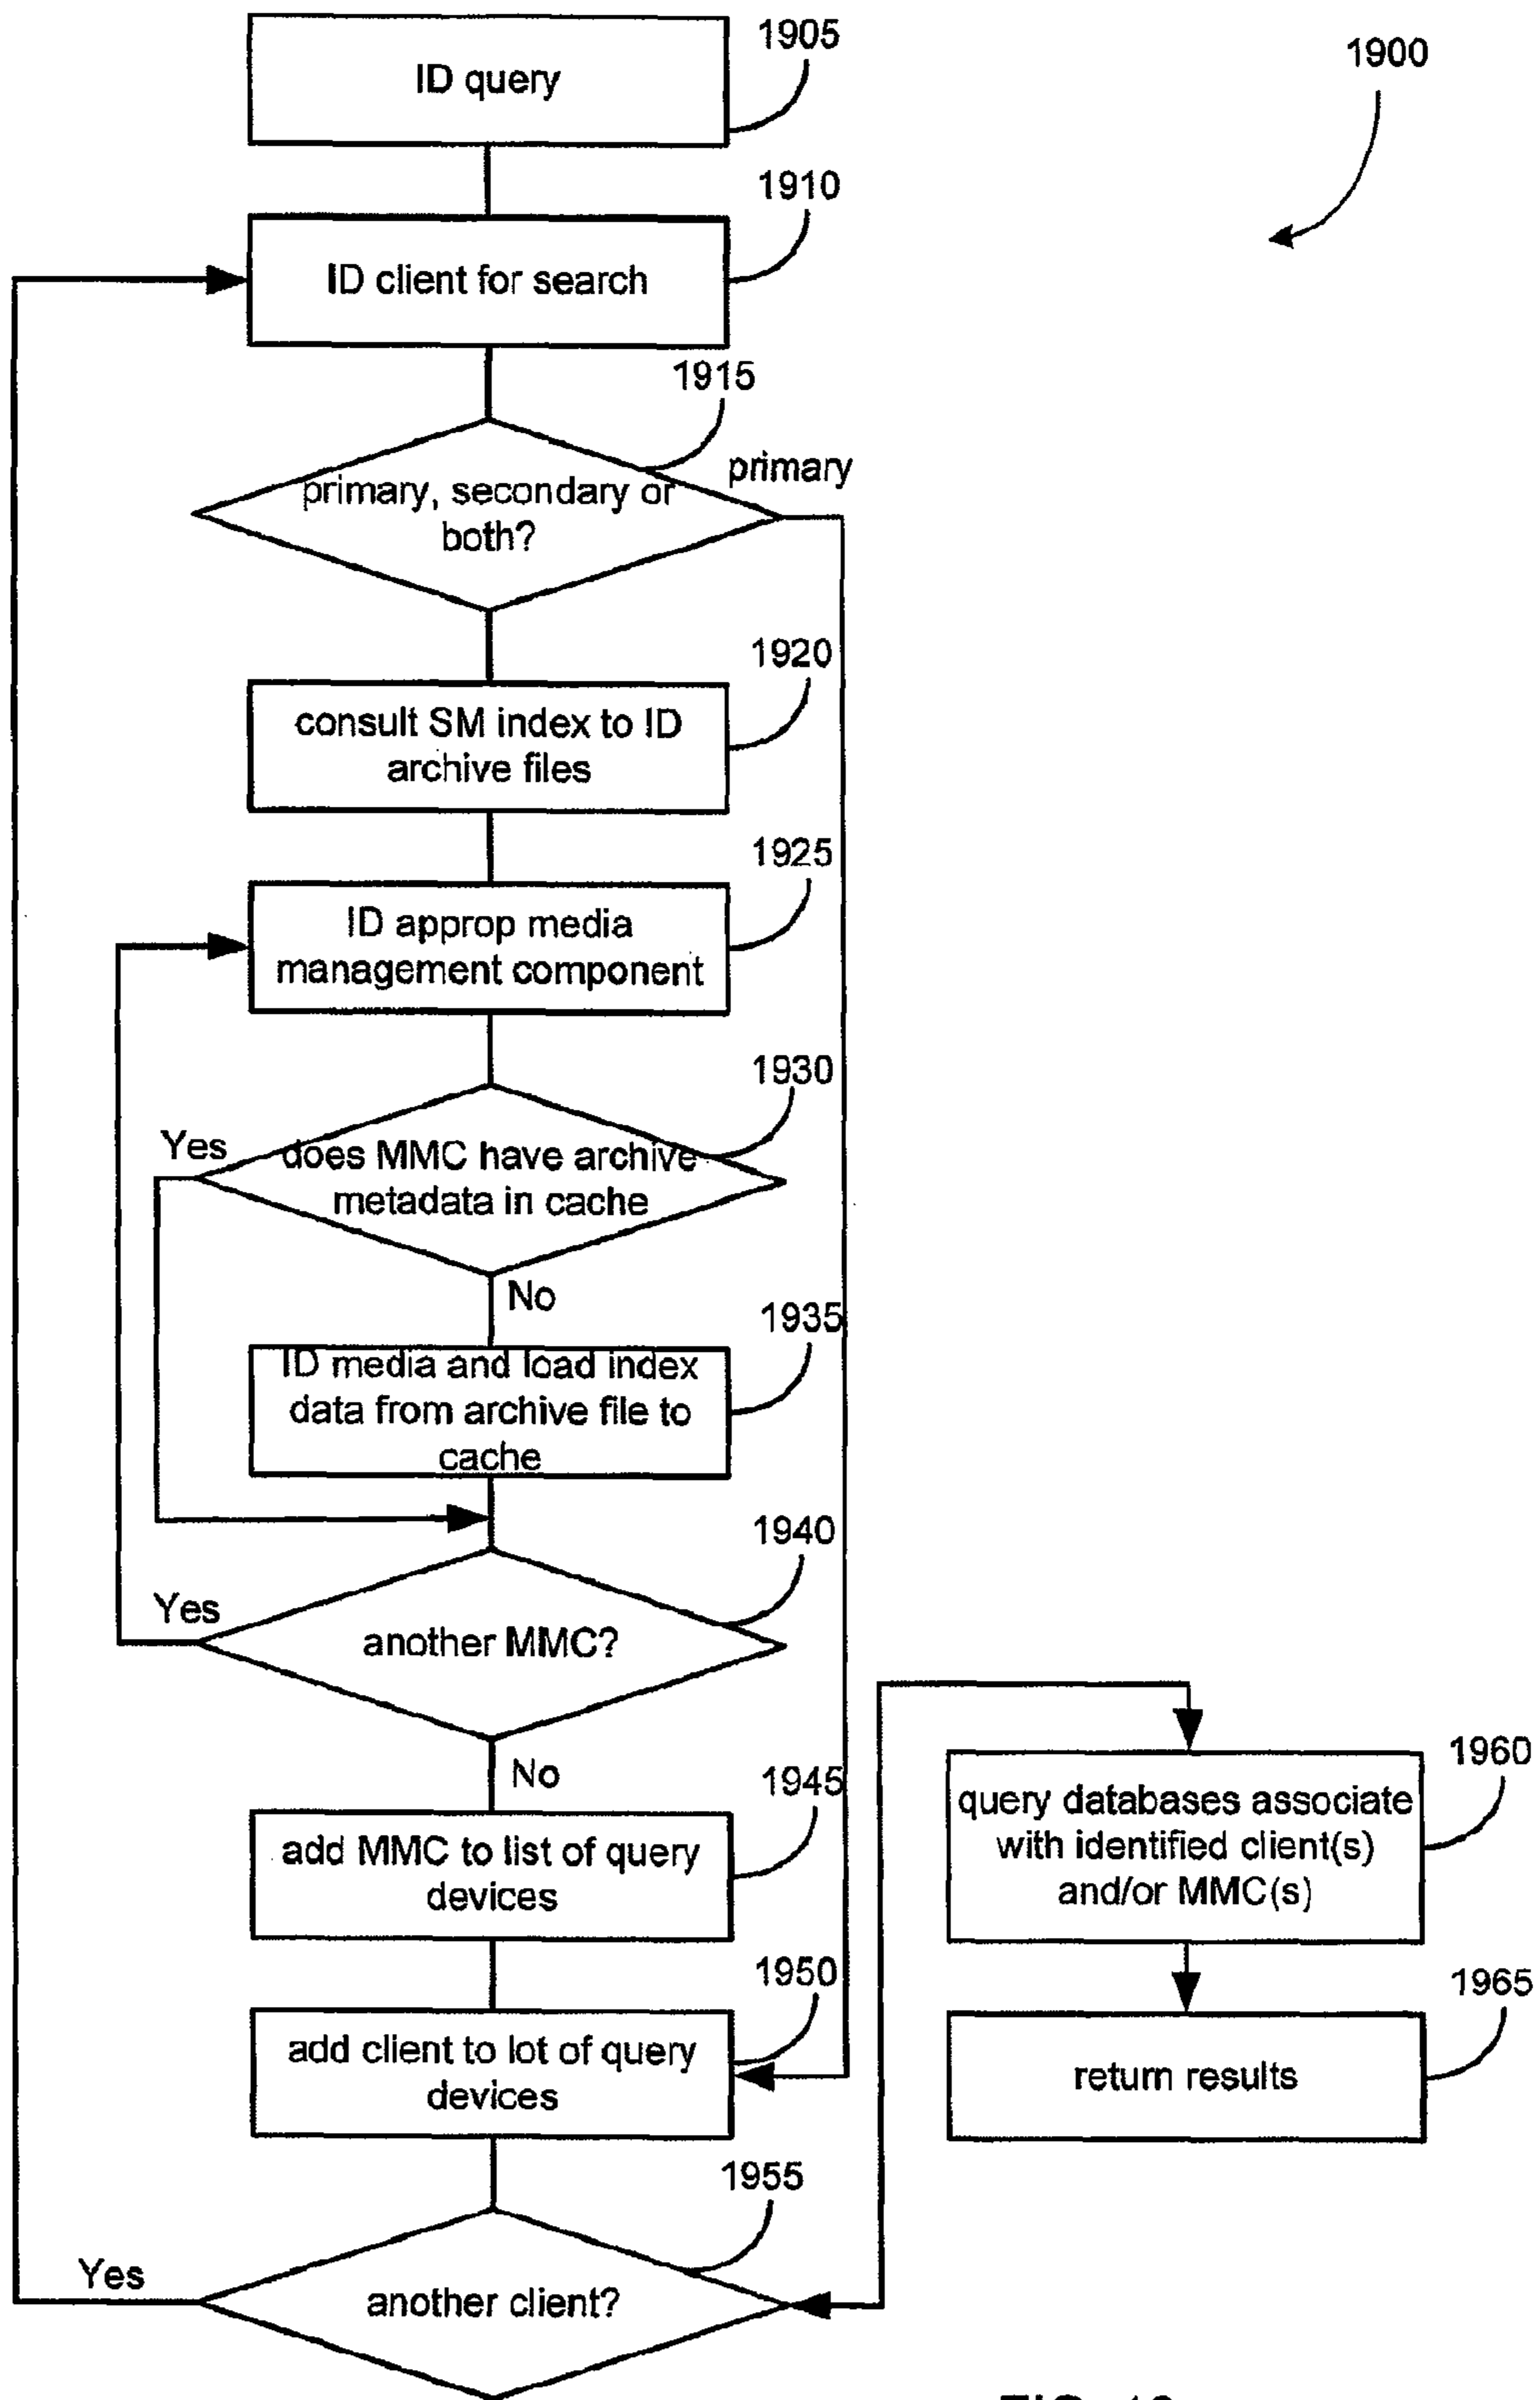 1905
ID query
1900
1910
ID client for search
1915
primary
primary, secondary or
both?
1920
consult SM index to ID
archive files
1925
ID approp media
management component
1930
Yes
does MMC have archive
metadata in cache
No
1935
ID media and load index
data from archive file to
cache
1940
Yes
another MMC?
No
1945
add MMC to list of query
devices
1950
add client to lot of query
devices
1955
Yes
another client?
1960
query databases associate
with identified client(s)
and/or MMC(s)
1965
return results